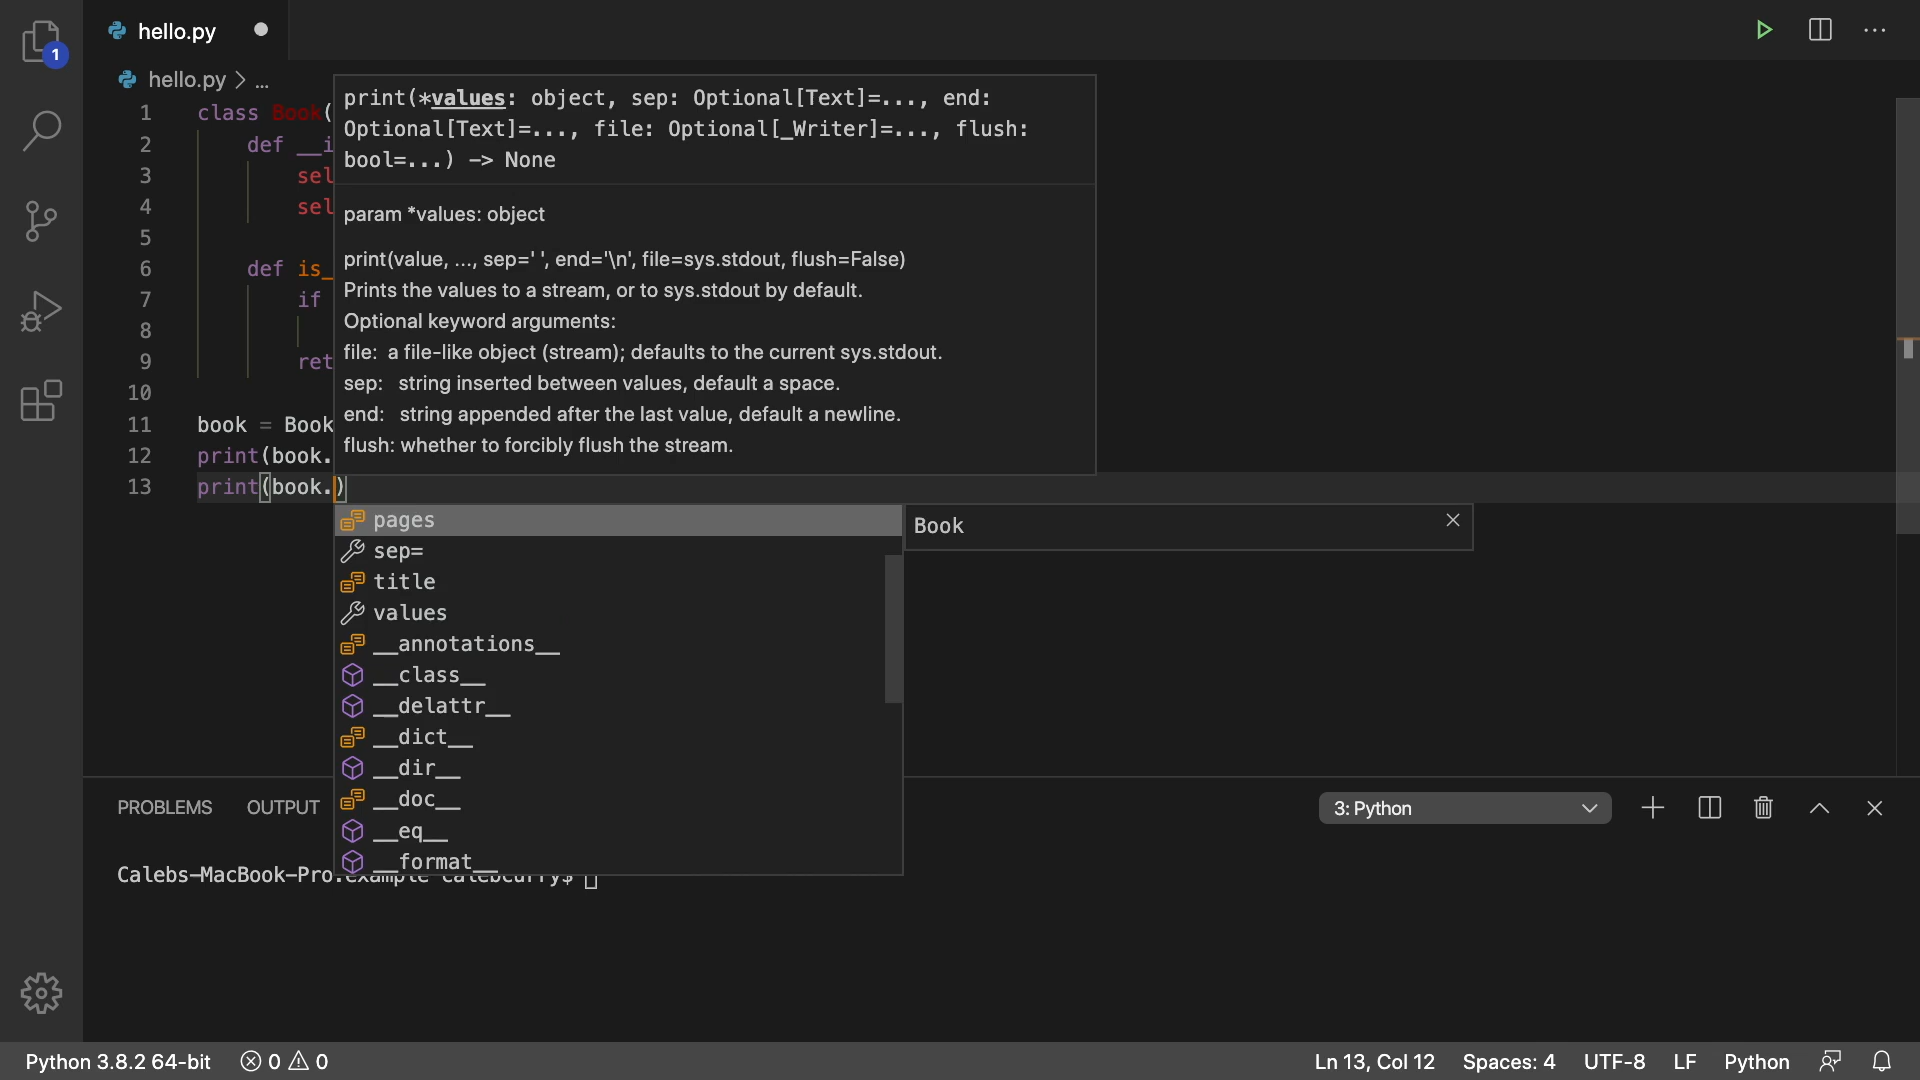 hello.py
1
hello.py > ...
1 class Book(
2 def __i
3 sel
4 sel
5
6 def is_
7 if
8
9 ret
10
11 book = Book
12 print(book.
13 print(book.)
print(*values: object, sep: Optional[Text]=..., end:
Optional[Text]=..., file: Optional[_Writer]=..., flush:
bool=...) -> None
param *values: object
print(value, ..., sep=' ', end='\n', file=sys.stdout, flush=False)
Prints the values to a stream, or to sys.stdout by default.
Optional keyword arguments:
file: a file-like object (stream); defaults to the current sys.stdout.
sep: string inserted between values, default a space.
end: string appended after the last value, default a newline.
flush: whether to forcibly flush the stream.
pages
sep=
title
values
__annotations__
__class__
__delattr__
__dict__
__dir__
__doc__
__eq__
__format__
Book
PROBLEMS OUTPUT
3: Python
Calebs-MacBook-Pro:example calebcurry$
Python 3.8.2 64-bit 0 0 Ln 13, Col 12 Spaces: 4 UTF-8 LF Python